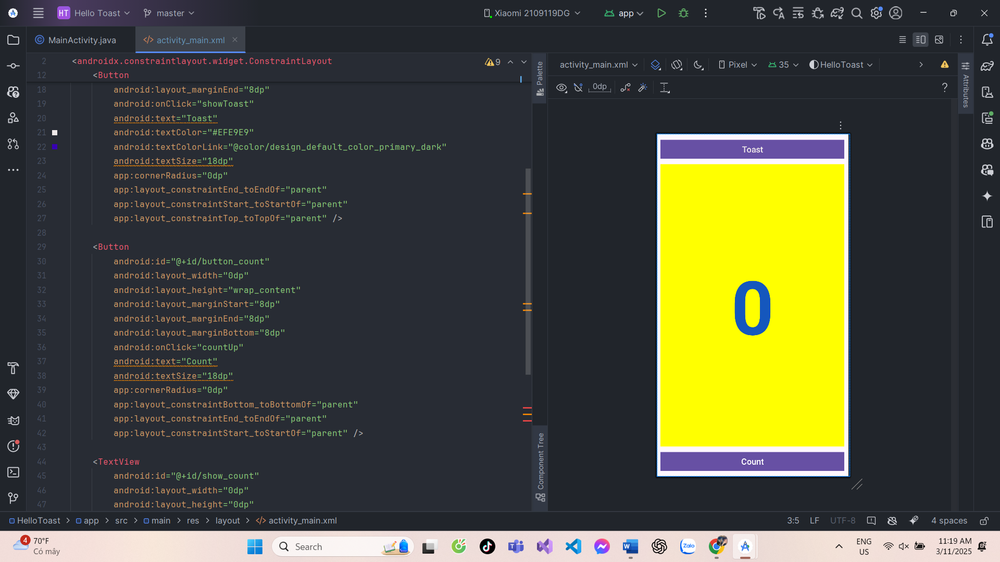 HT Hello Toast master Xiaomi 2109119DG app
MainActivity.java activity_main.xml
2 <androidx.constraintlayout.widget.ConstraintLayout 9
12 <Button
18 android:layout_marginEnd="8dp"
19 android:onClick="showToast"
20 android:text="Toast"
21 android:textColor="#EFE9E9"
22 android:textColorLink="@color/design_default_color_primary_dark"
23 android:textSize="18dp"
24 app:cornerRadius="0dp"
25 app:layout_constraintEnd_toEndOf="parent"
26 app:layout_constraintStart_toStartOf="parent"
27 app:layout_constraintTop_toTopOf="parent" />
28
29 <Button
30 android:id="@+id/button_count"
31 android:layout_width="0dp"
32 android:layout_height="wrap_content"
33 android:layout_marginStart="8dp"
34 android:layout_marginEnd="8dp"
35 android:layout_marginBottom="8dp"
36 android:onClick="countUp"
37 android:text="Count"
38 android:textSize="18dp"
39 app:cornerRadius="0dp"
40 app:layout_constraintBottom_toBottomOf="parent"
41 app:layout_constraintEnd_toEndOf="parent"
42 app:layout_constraintStart_toStartOf="parent" />
43
44 <TextView
45 android:id="@+id/show_count"
46 android:layout_width="0dp"
47 android:layout_height="0dp"
Palette
Component Tree
activity_main.xml Pixel 35 HelloToast
0dp ?
Attributes
Toast
0
Count
HelloToast > app > src > main > res > layout > activity_main.xml 3:5 LF UTF-8 4 spaces
4 70°F
Có mây
Search
Zalo
ENG
US
11:19 AM
3/11/2025